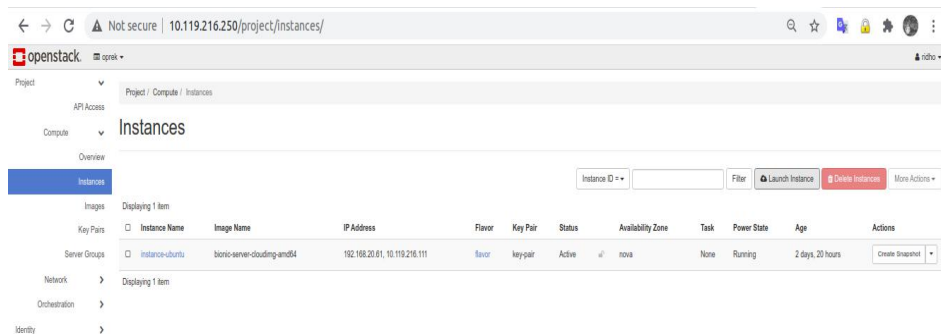 Not secure | 10.119.216.250/project/instances/
openstack. oprek ridho
Project
API Access
Compute
Overview
Instances
Images
Key Pairs
Server Groups
Network
Orchestration
Identity
Project / Compute / Instances
Instances
Instance ID = Filter Launch Instance Delete Instances More Actions
Displaying 1 item
Instance Name Image Name IP Address Flavor Key Pair Status Availability Zone Task Power State Age Actions
instance-ubuntu bionic-server-cloudimg-amd64 192.168.20.61, 10.119.216.111 flavor key-pair Active nova None Running 2 days, 20 hours Create Snapshot
Displaying 1 item